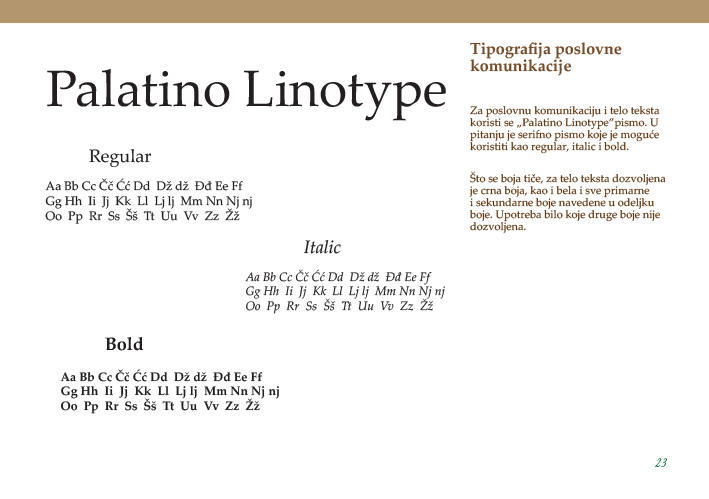 Palatino Linotype
Regular
Aa Bb Cc Čč Ćć Dd Dž dž Đđ Ee Ff
Gg Hh Ii Jj Kk Ll Lj lj Mm Nn Nj nj
Oo Pp Rr Ss Šš Tt Uu Vv Zz Žž
Italic
Aa Bb Cc Čč Ćć Dd Dž dž Đđ Ee Ff
Gg Hh Ii Jj Kk Ll Lj lj Mm Nn Nj nj
Oo Pp Rr Ss Šš Tt Uu Vv Zz Žž
Bold
Aa Bb Cc Čč Ćć Dd Dž dž Đđ Ee Ff
Gg Hh Ii Jj Kk Ll Lj lj Mm Nn Nj nj
Oo Pp Rr Ss Šš Tt Uu Vv Zz Žž
Tipografija poslovne
komunikacije
Za poslovnu komunikaciju i telo teksta
koristi se „Palatino Linotype“pismo. U
pitanju je serifno pismo koje je moguće
koristiti kao regular, italic i bold.
Što se boja tiče, za telo teksta dozvoljena
je crna boja, kao i bela i sve primarne
i sekundarne boje navedene u odeljku
boje. Upotreba bilo koje druge boje nije
dozvoljena.
23